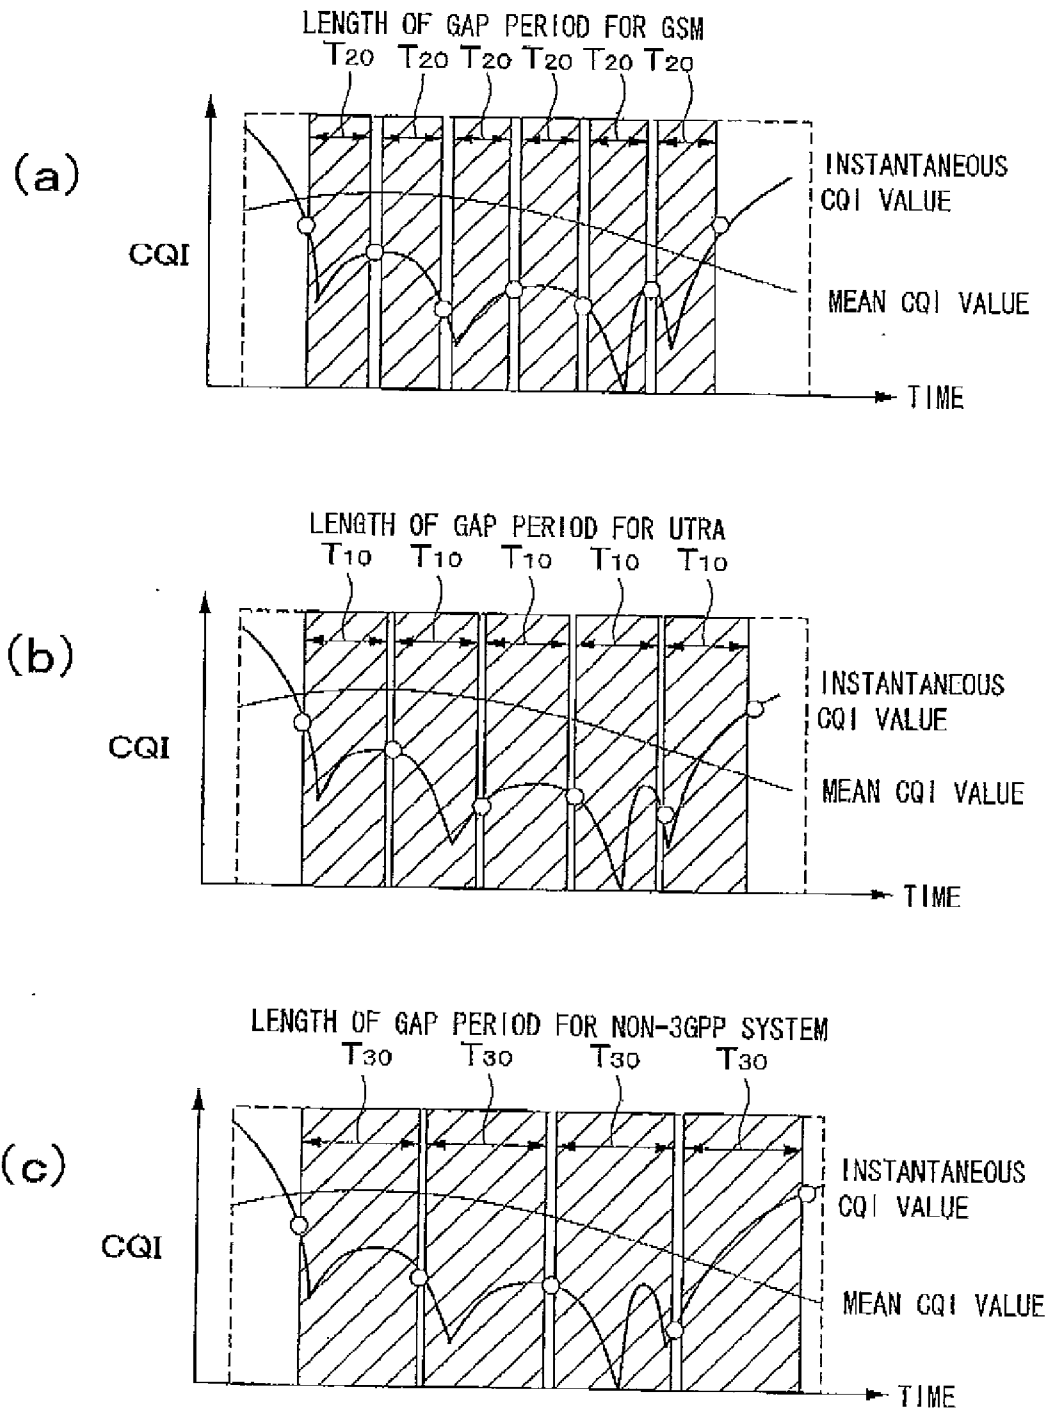 LENGTH OF GAP PERIOD FOR GSM
T20 T20 T20 T20 T20 T20
(a)
INSTANTANEOUS
CQI VALUE
CQI
MEAN CQI VALUE
TIME
LENGTH OF GAP PERIOD FOR UTRA
T10 T10 T10 T10 T10
(b)
INSTANTANEOUS
CQI VALUE
CQI
MEAN CQI VALUE
TIME
LENGTH OF GAP PERIOD FOR NON-3GPP SYSTEM
T30 T30 T30 T30
(c)
INSTANTANEOUS
CQI VALUE
CQI
MEAN CQI VALUE
TIME